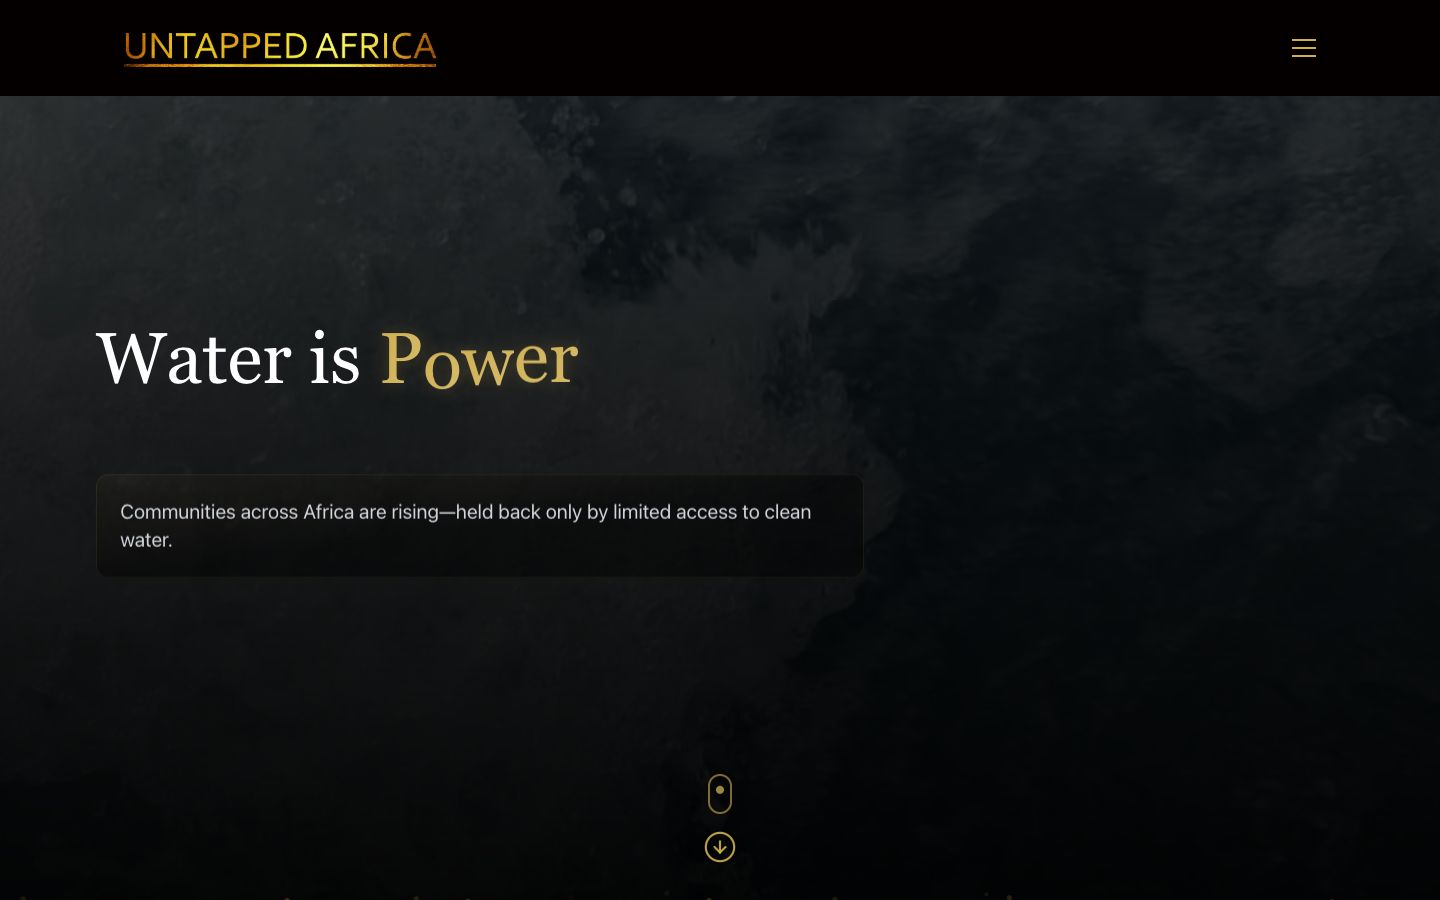 UNTAPPED AFRICA
Water is Power
Communities across Africa are rising—held back only by limited access to clean
water.